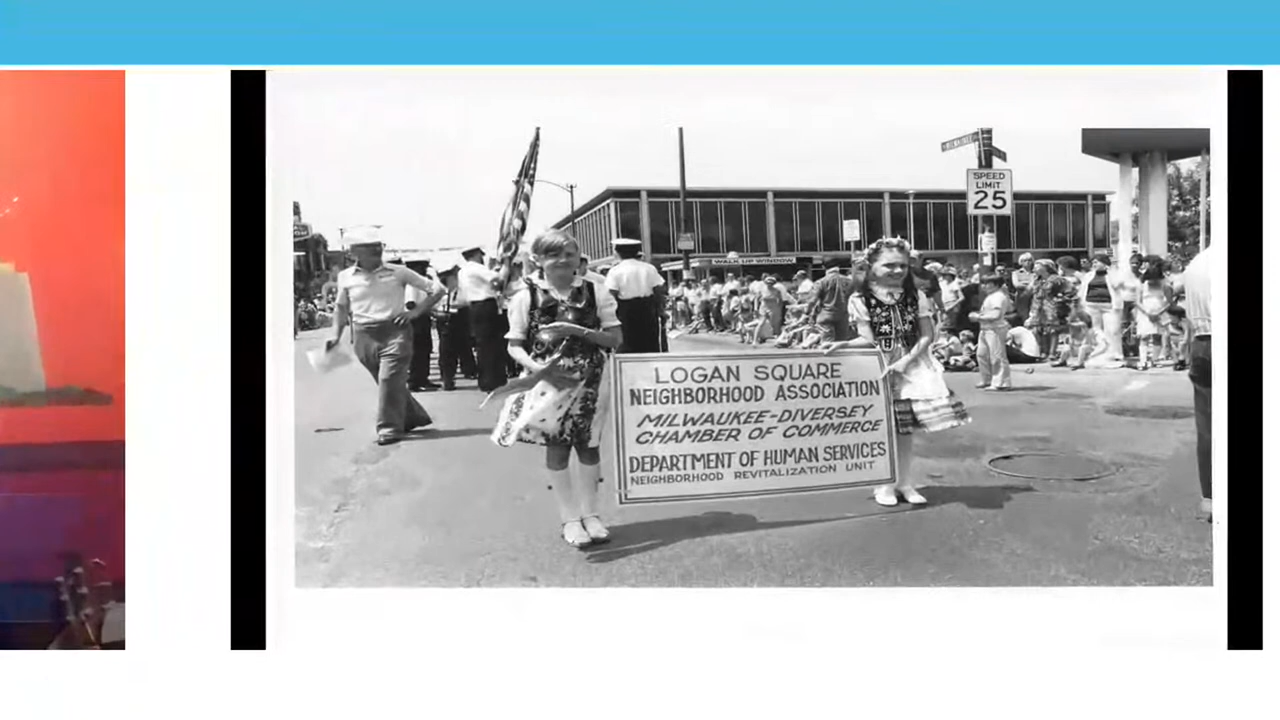 SPEED
LIMIT
25
WALK UP WINDOW
LOGAN SQUARE
NEIGHBORHOOD ASSOCIATION
MILWAUKEE-DIVERSEY
CHAMBER OF COMMERCE
DEPARTMENT OF HUMAN SERVICES
NEIGHBORHOOD REVITALIZATION UNIT